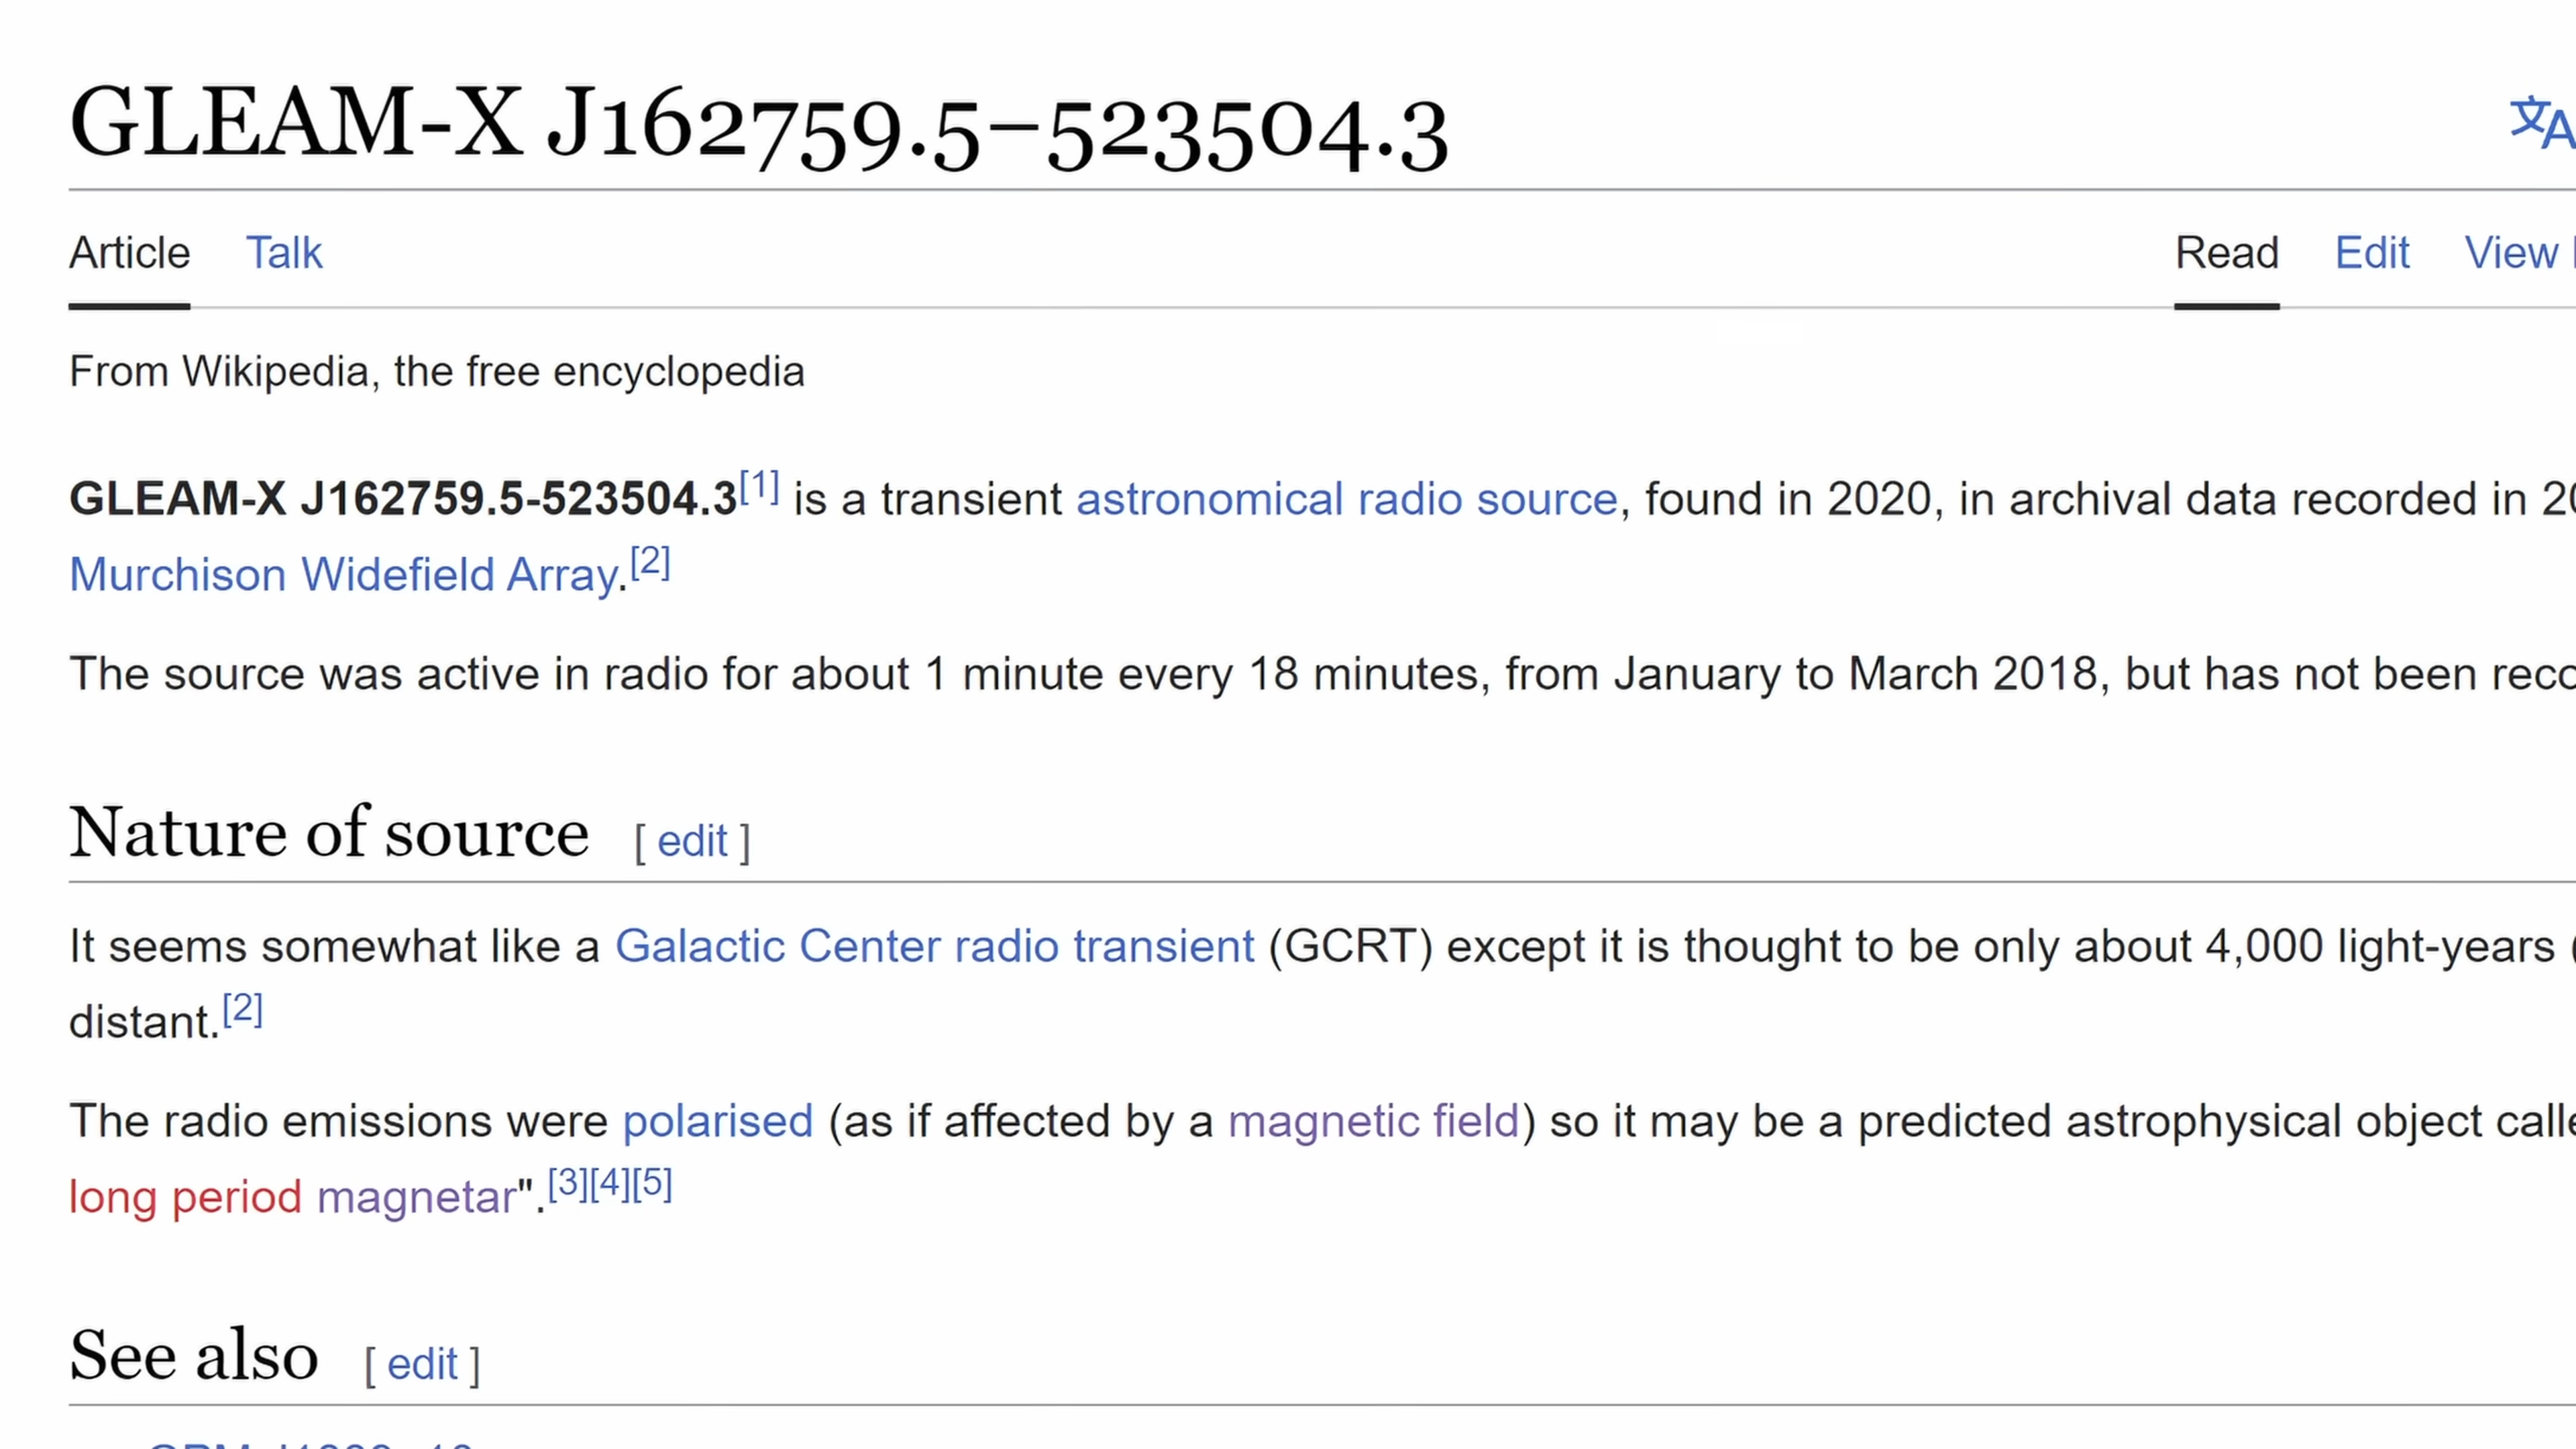 GLEAM-X J162759.5−523504.3
文A
Article Talk Read Edit View
From Wikipedia, the free encyclopedia
GLEAM-X J162759.5-523504.3[1] is a transient astronomical radio source, found in 2020, in archival data recorded in
Murchison Widefield Array.[2]
The source was active in radio for about 1 minute every 18 minutes, from January to March 2018, but has not been
Nature of source [ edit ]
It seems somewhat like a Galactic Center radio transient (GCRT) except it is thought to be only about 4,000 light-years (
distant.[2]
The radio emissions were polarised (as if affected by a magnetic field) so it may be a predicted astrophysical object
long period magnetar".[3][4][5]
See also [ edit ]